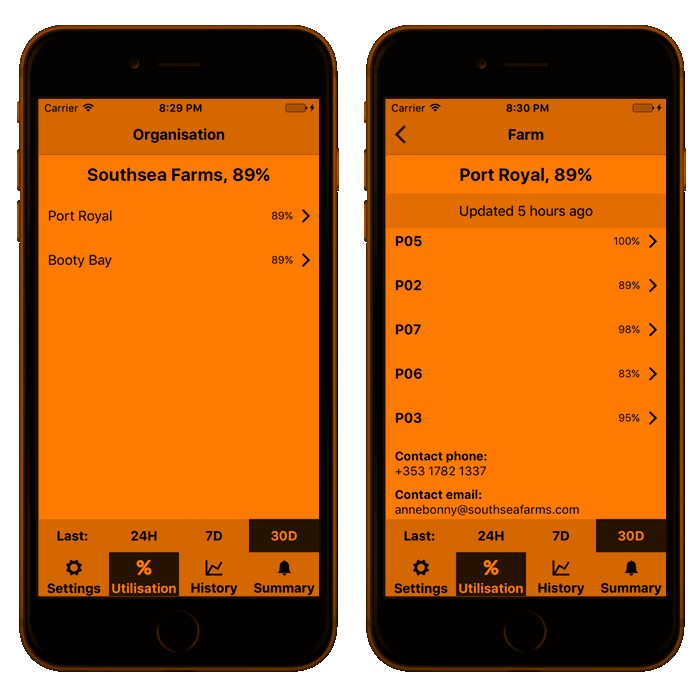 Carrier 8:29 PM
Organisation
Southsea Farms, 89%
Port Royal 89%
Booty Bay 89%
Last: 24H 7D 30D
Settings Utilisation History Summary
Carrier 8:30 PM
Farm
Port Royal, 89%
Updated 5 hours ago
P05 100%
P02 89%
P07 98%
P06 83%
P03 95%
Contact phone:
+353 1782 1337
Contact email:
annebonny@southseafarms.com
Last: 24H 7D 30D
Settings Utilisation History Summary